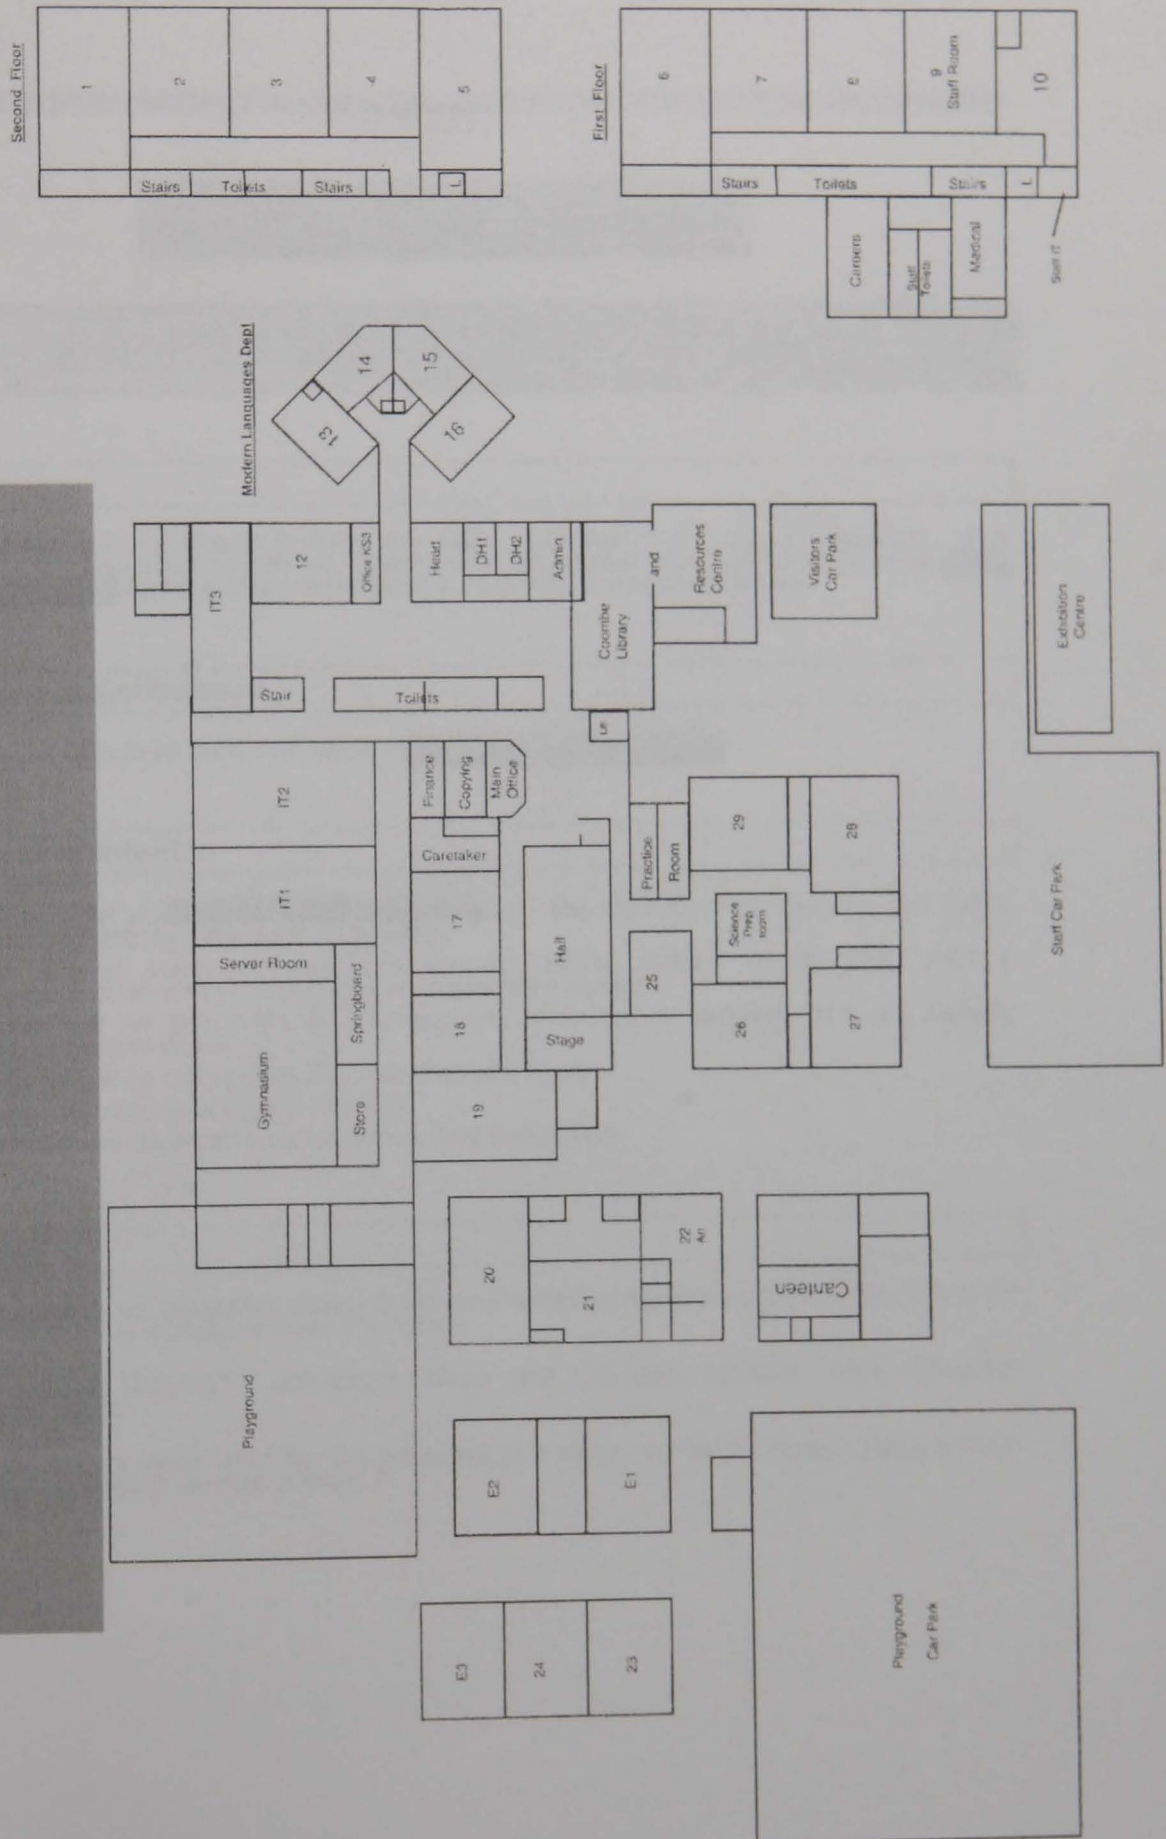 Second Floor
1
2
3
4
5
Stairs
Toilets
Stairs
L
First Floor
6
7
8
9
Staff Room
10
Stairs
Toilets
Stairs
L
Staff IT
Careers
Staff
Toilets
Medical
Modern Languages Dept
13
14
15
16
IT3
12
Office KS3
Head
DH1
DH2
Admin
Coombe
Library
and
Resources
Centre
Visitors
Car Park
Exhibition
Centre
Staff Car Park
Stair
Toilets
IT2
IT1
Server Room
Springboard
Gymnasium
Store
Finance
Copying
Main
Office
Caretaker
17
18
19
Hall
Stage
Practice
Room
29
28
Science
Prep
room
25
26
27
Playground
20
21
22
Art
Canteen
E2
E1
E3
24
23
Playground
Car Park